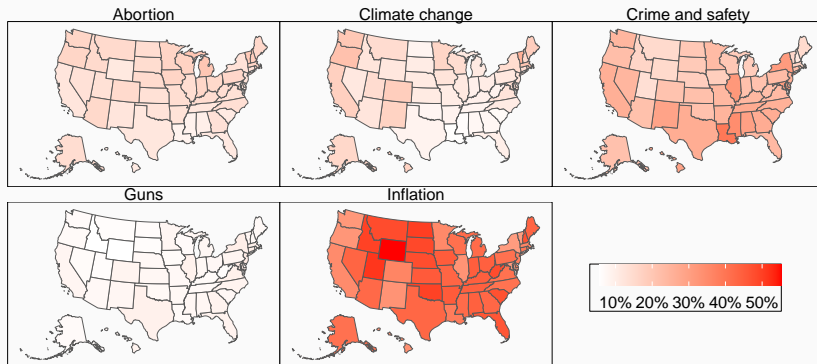 Abortion
Climate change
Crime and safety
Guns
Inflation
10% 20% 30% 40% 50%